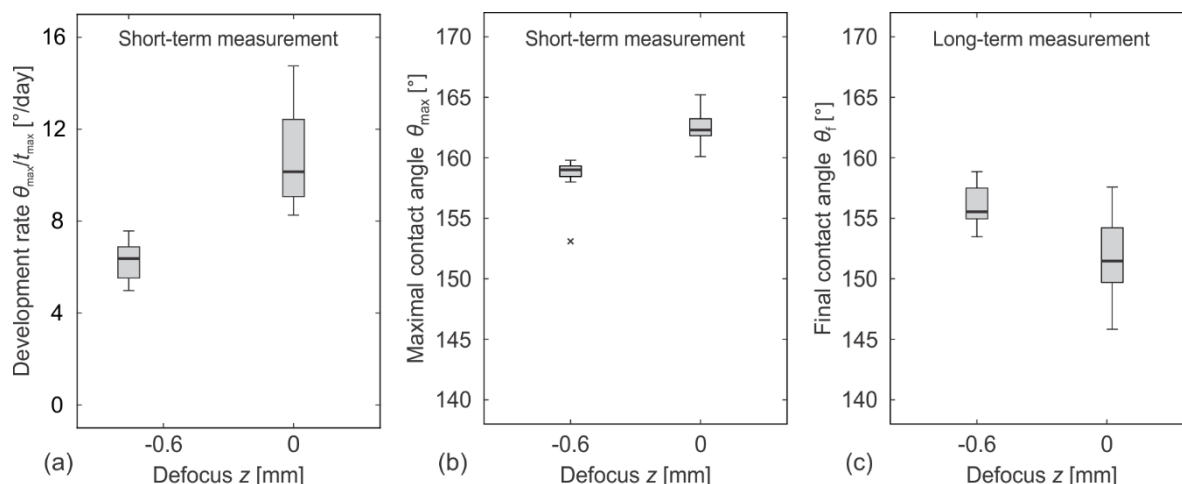 Short-term measurement
Development rate θmax/tmax [°/day]
16
12
8
4
0
-0.6 0
(a) Defocus z [mm]
Short-term measurement
Maximal contact angle θmax [°]
170
165
160
155
150
145
140
-0.6 0
(b) Defocus z [mm]
Long-term measurement
Final contact angle θf [°]
170
165
160
155
150
145
140
-0.6 0
(c) Defocus z [mm]